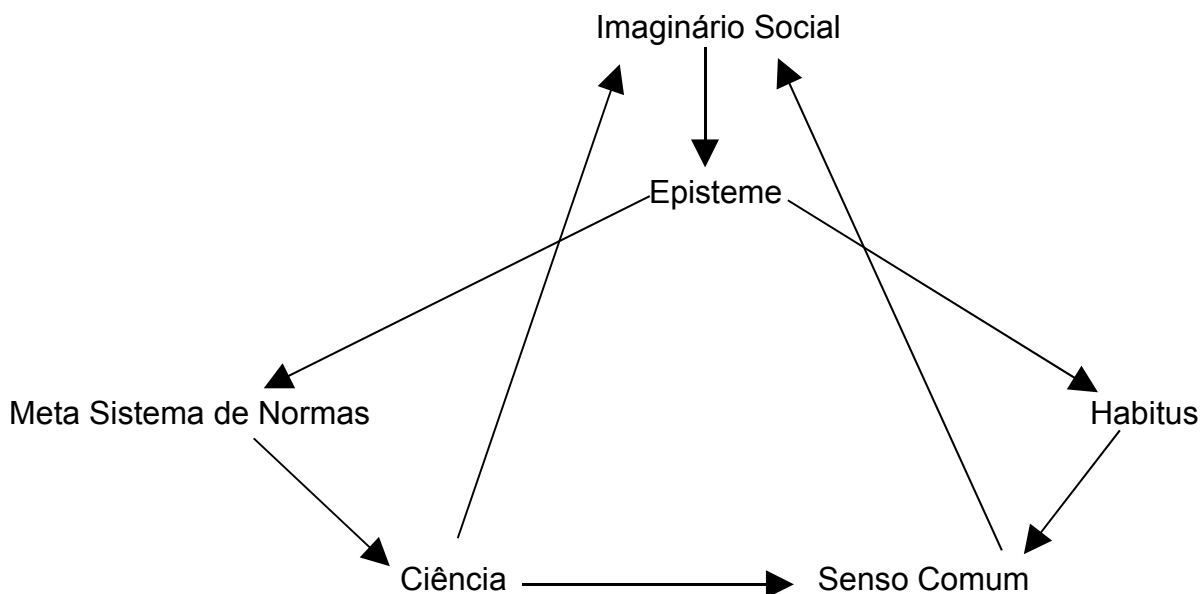 Imaginário Social
Episteme
Meta Sistema de Normas
Habitus
Ciência
Senso Comum